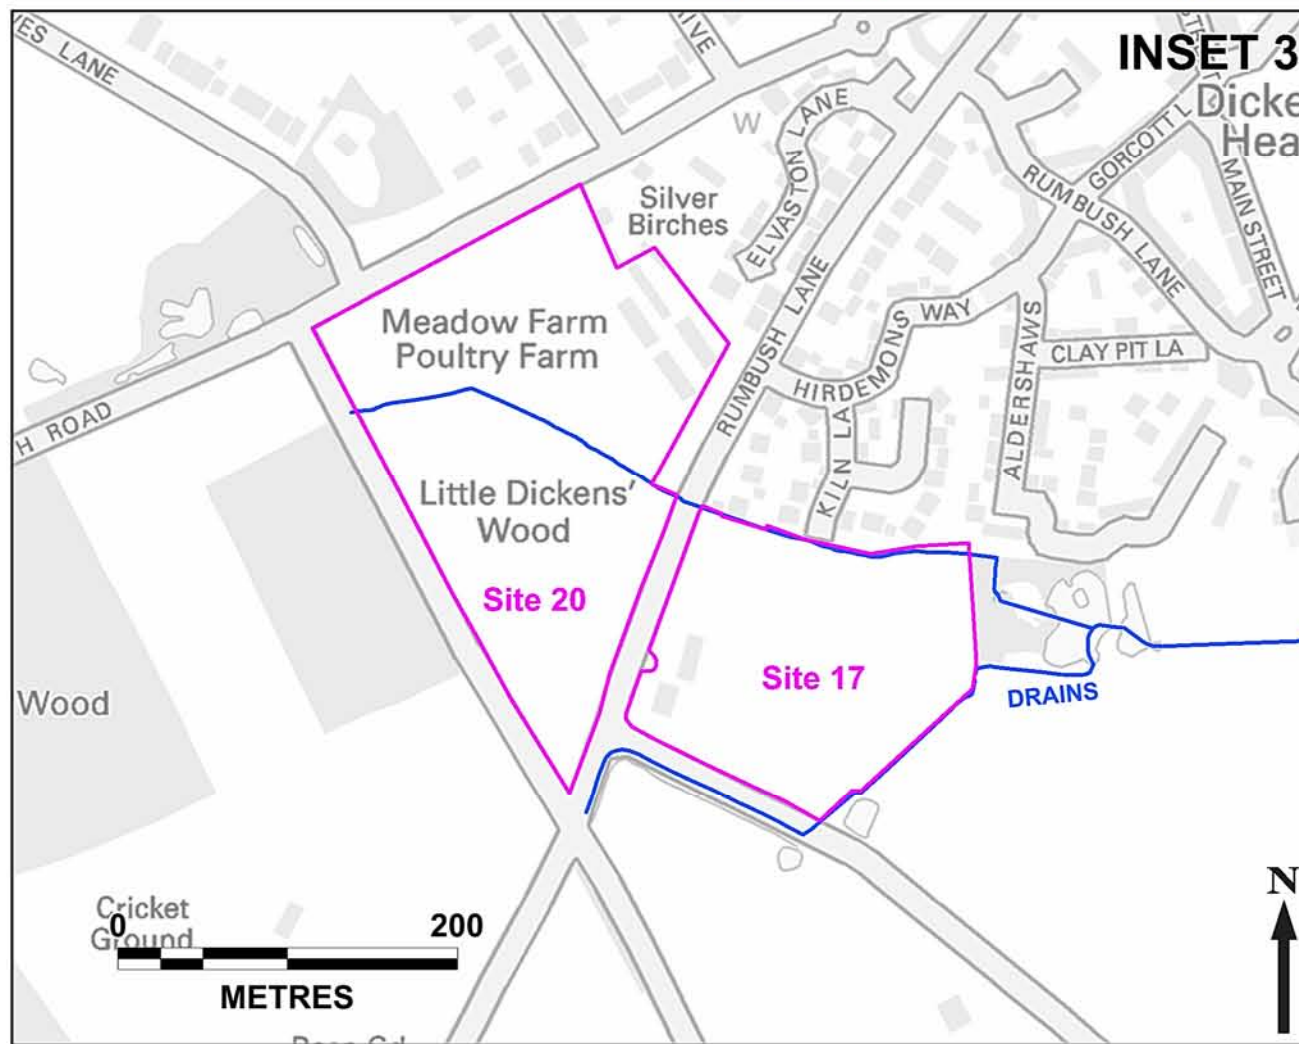 INSET 3
Dicke
Hea
ES LANE
IVE
W
ELVASTON LANE
GORCOTT L
RUMBUSH LANE
MAIN STREET
Silver
Birches
RUMBUSH LANE
HIRDEMONS WAY
ALDERSHAWS
CLAY PIT LA
KILN LA
Meadow Farm
Poultry Farm
H ROAD
Little Dickens'
Wood
Site 20
Site 17
DRAINS
Wood
Cricket
Ground
0 200
METRES
N